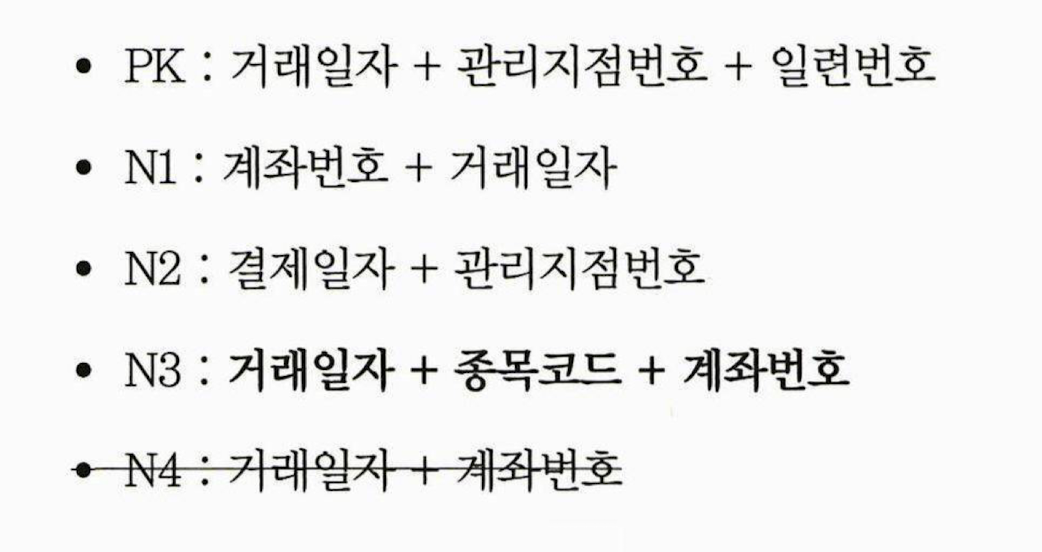 • PK : 거래일자 + 관리지점번호 + 일련번호
• N1 : 계좌번호 + 거래일자
• N2 : 결제일자 + 관리지점번호
• N3 : 거래일자 + 종목코드 + 계좌번호
• N4 : 거래일자 + 계좌번호